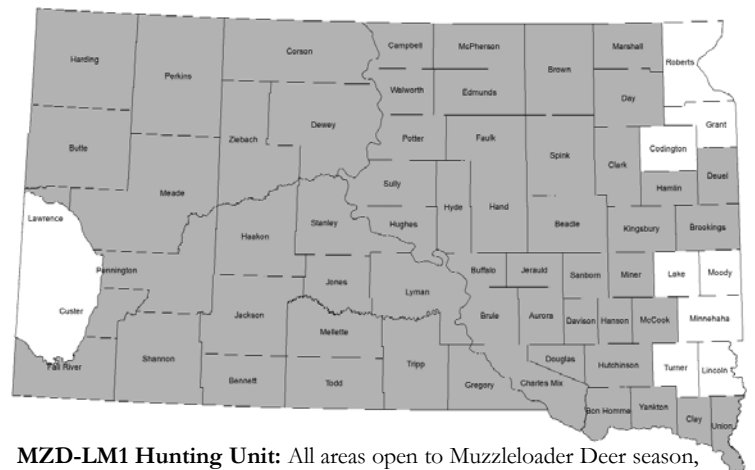 Harding
Perkins
Corson
Campbell
McPherson
Brown
Marshall
Roberts
Walworth
Edmunds
Day
Grant
Butte
Ziebach
Dewey
Potter
Faulk
Spink
Clark
Codington
Hamlin
Deuel
Meade
Sully
Hyde
Hand
Lawrence
Haakon
Stanley
Hughes
Beadle
Kingsbury
Brookings
Pennington
Jones
Lyman
Buffalo
Jerauld
Sanborn
Miner
Lake
Moody
Custer
Jackson
Brule
Aurora
Davison
Hanson
McCook
Minnehaha
Shannon
Mellette
Fall River
Bennett
Todd
Tripp
Gregory
Charles Mix
Douglas
Hutchinson
Turner
Lincoln
Bon Homme
Yankton
Clay
Union
MZD-LM1 Hunting Unit: All areas open to Muzzleloader Deer season,